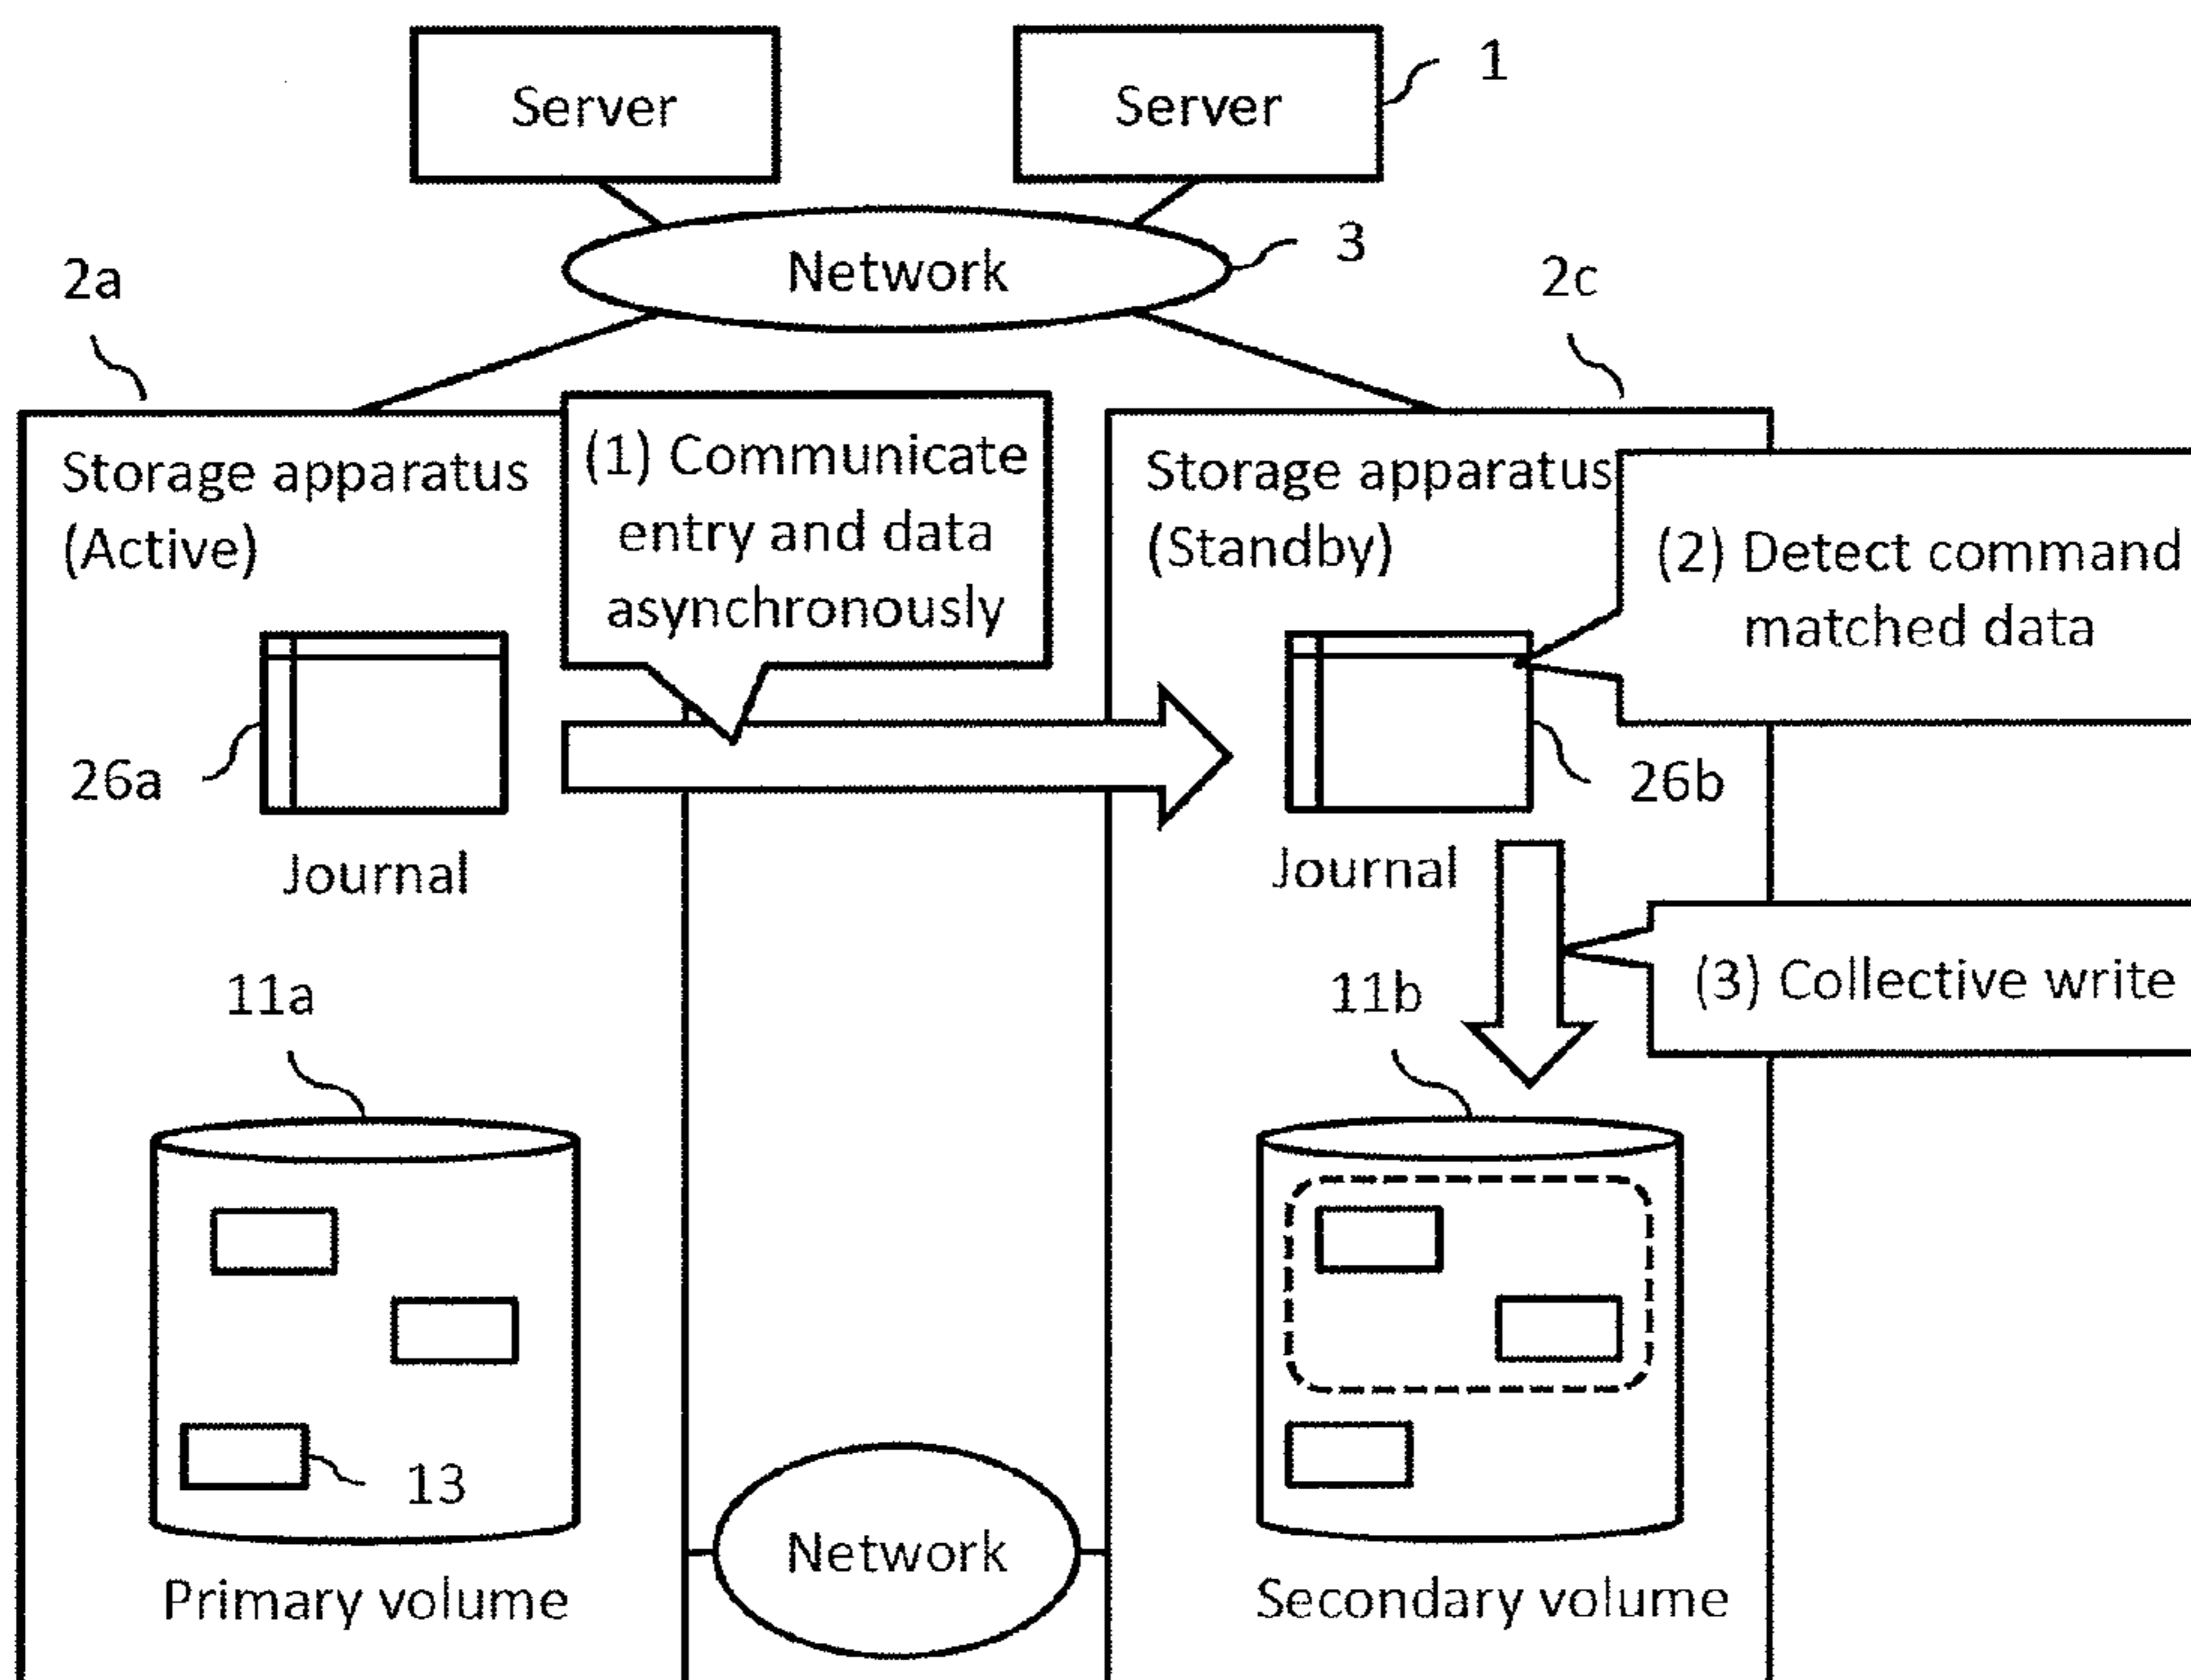 Server
Server
1
Network
3
2a
2c
Storage apparatus
(Active)
(1) Communicate
entry and data
asynchronously
Storage apparatus
(Standby)
(2) Detect command
matched data
26a
Journal
26b
Journal
(3) Collective write
11a
11b
13
Network
Primary volume
Secondary volume